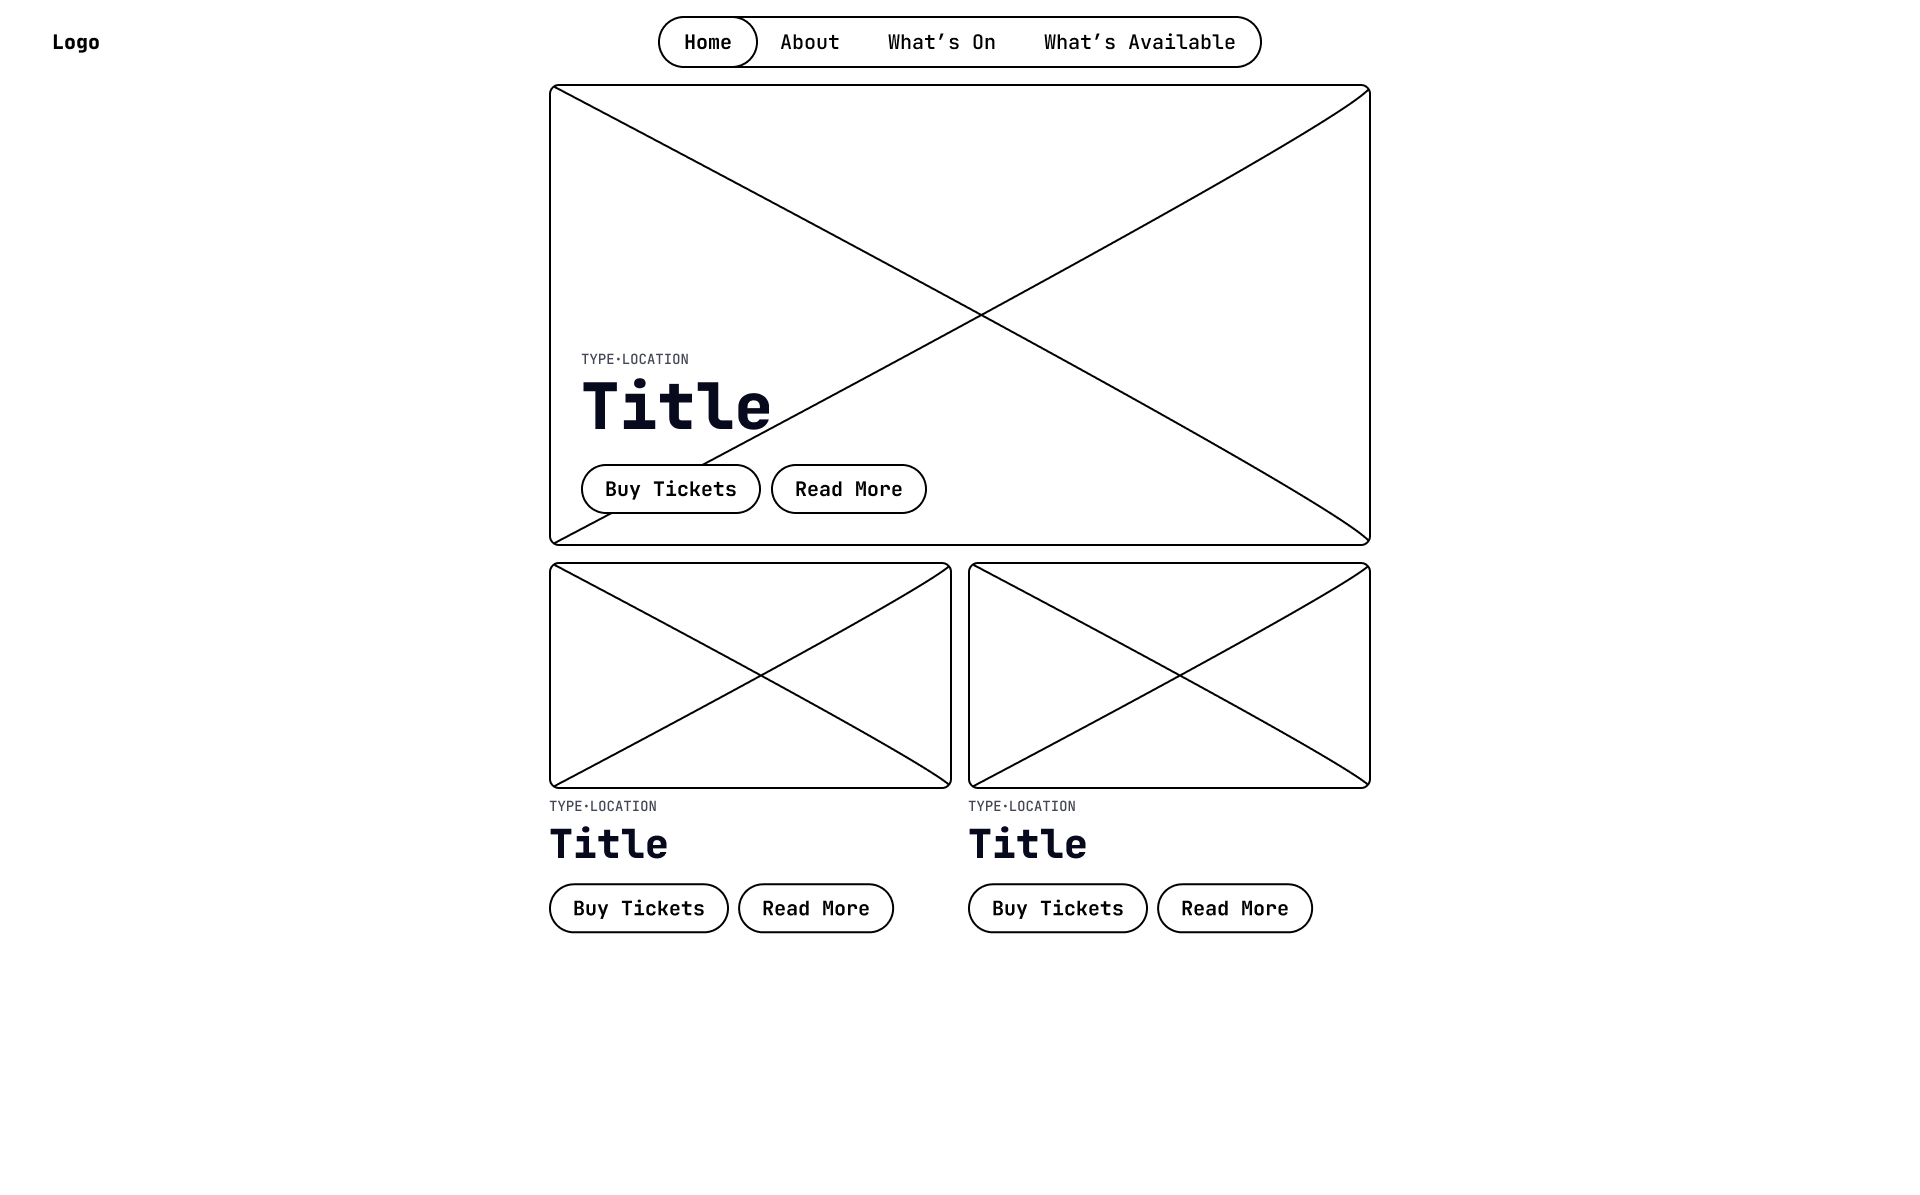 Logo
Home About What’s On What’s Available
TYPE·LOCATION
Title
Buy Tickets Read More
TYPE·LOCATION
Title
Buy Tickets Read More
TYPE·LOCATION
Title
Buy Tickets Read More